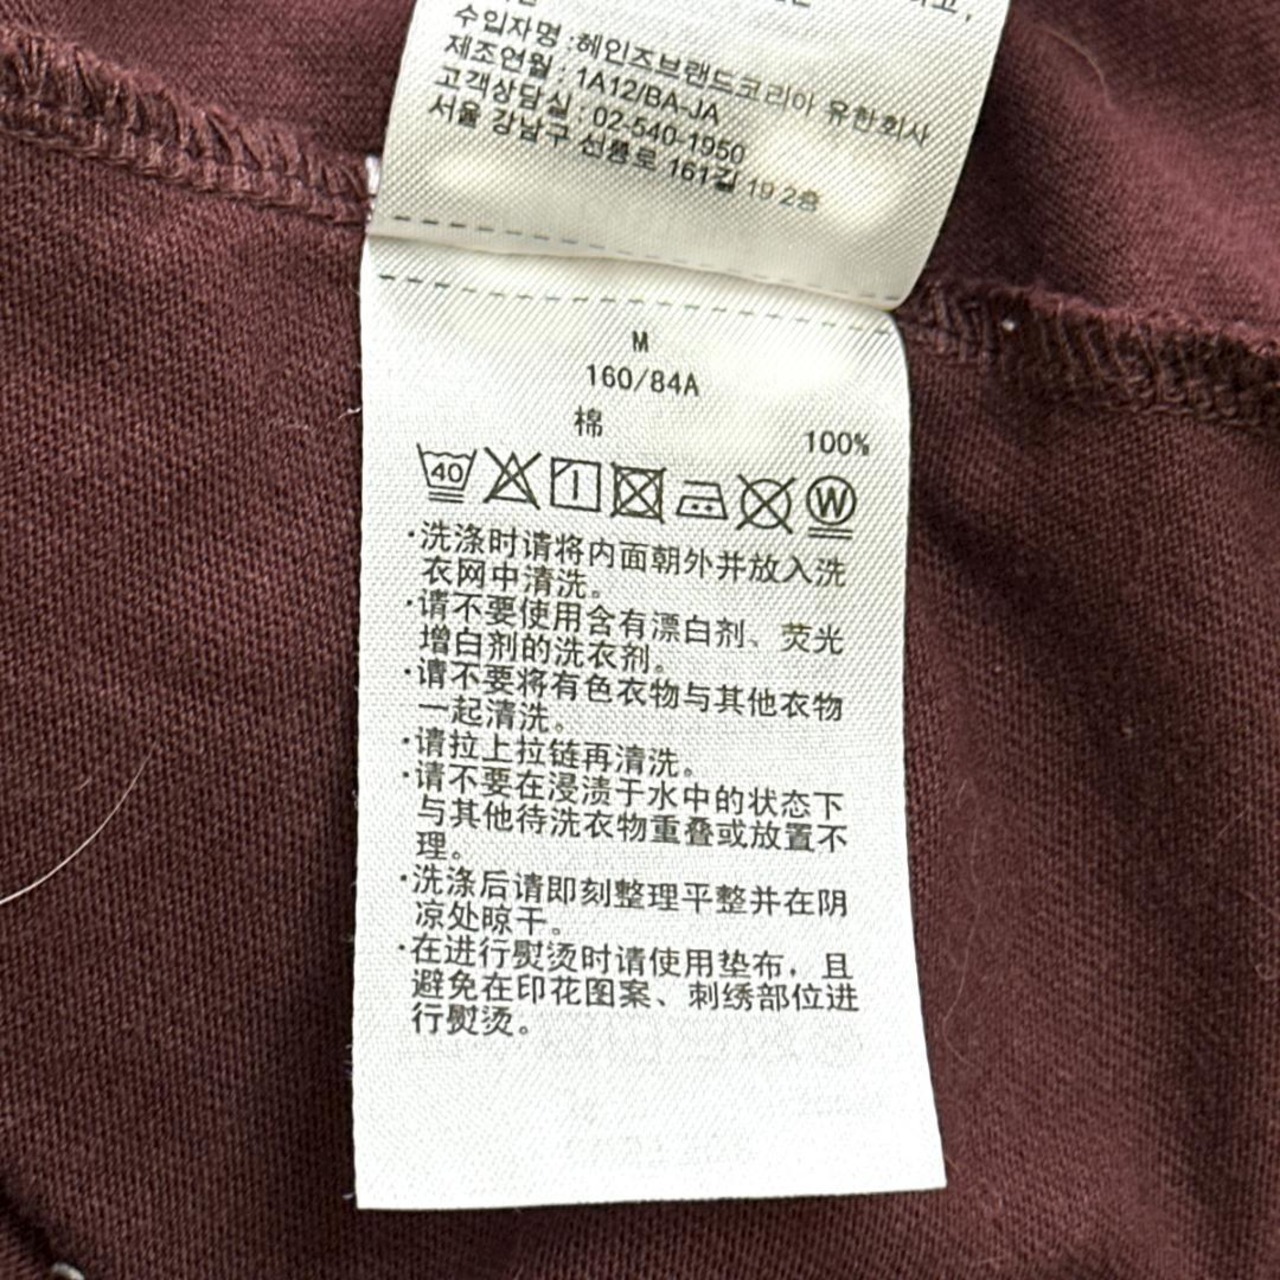 수입자명 :헤인즈브랜드코리아 유한회사
제조연월 : 1A12/BA-JA
고객상담실 : 02-540-1950
서울 강남구 선릉로 161길 19 2층
M
160/84A
棉 100%
40 W
·洗涤时请将内面朝外并放入洗
衣网中清洗。
·请不要使用含有漂白剂、荧光
增白剂的洗衣剂。
·请不要将有色衣物与其他衣物
一起清洗。
·请拉上拉链再清洗。
·请不要在浸渍于水中的状态下
与其他待洗衣物重叠或放置不
理。
·洗涤后请即刻整理平整并在阴
凉处晾干。
·在进行熨烫时请使用垫布，且
避免在印花图案、刺绣部位进
行熨烫。